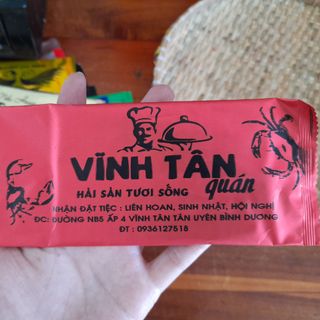 VĨNH TÂN
quán
HẢI SẢN TƯƠI SỐNG
NHẬN ĐẶT TIỆC : LIÊN HOAN, SINH NHẬT, HỘI NGHỊ
ĐC: ĐƯỜNG NB5 ẤP 4 VĨNH TÂN TÂN UYÊN BÌNH DƯƠNG
ĐT : 0936127518